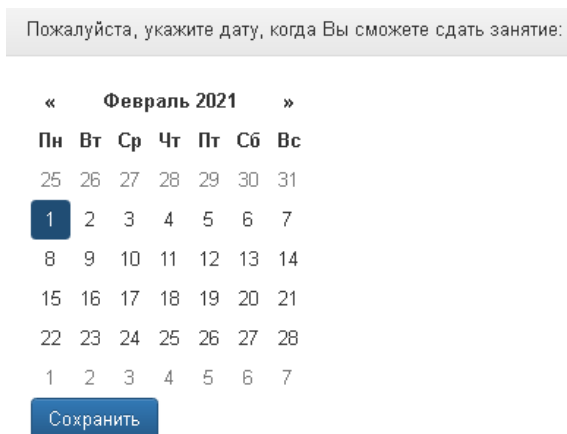 Пожалуйста, укажите дату, когда Вы сможете сдать занятие:
« Февраль 2021 »
Пн Вт Ср Чт Пт Сб Вс
25 26 27 28 29 30 31
1 2 3 4 5 6 7
8 9 10 11 12 13 14
15 16 17 18 19 20 21
22 23 24 25 26 27 28
1 2 3 4 5 6 7
Сохранить